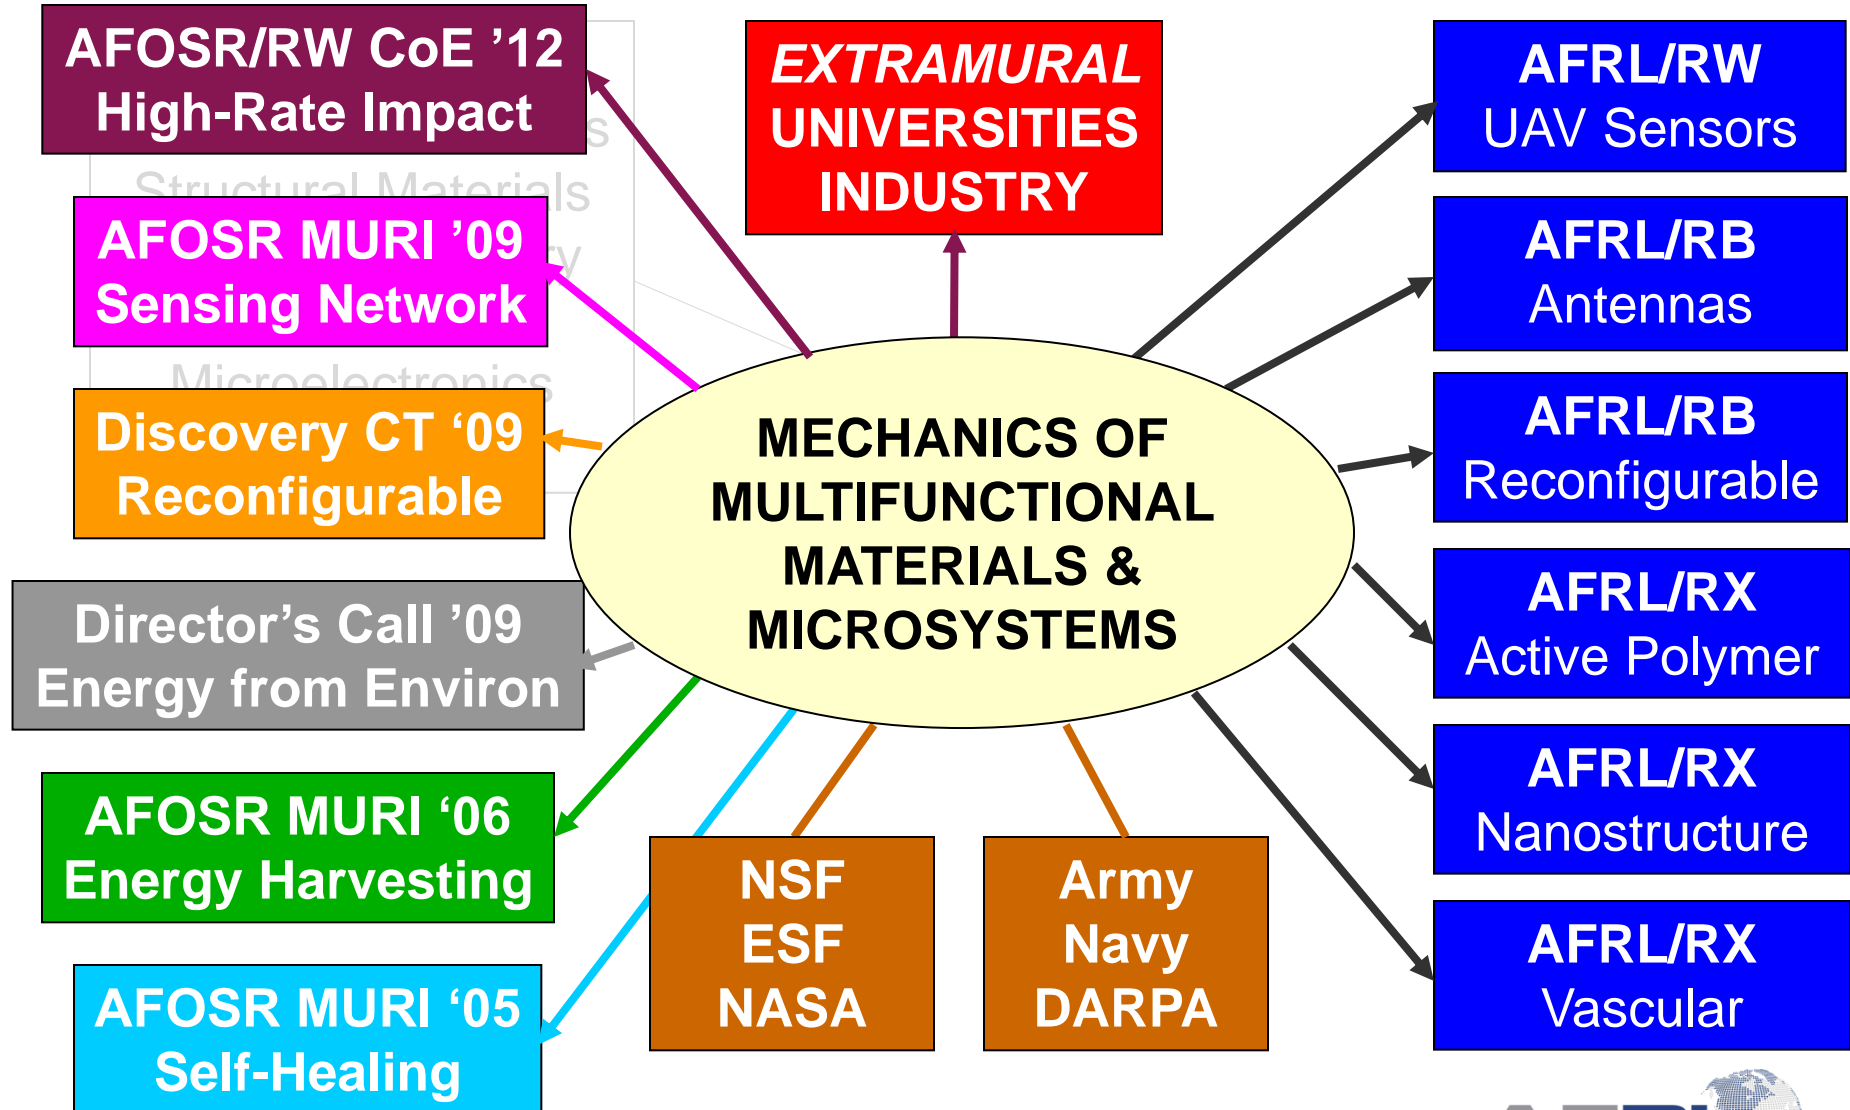 AFOSR/RW CoE ’12
High-Rate Impact
EXTRAMURAL
UNIVERSITIES
INDUSTRY
AFRL/RW
UAV Sensors
Structural Materials
AFOSR MURI ’09
Sensing Network
AFRL/RB
Antennas
Microelectronics
Discovery CT ‘09
Reconfigurable
MECHANICS OF
MULTIFUNCTIONAL
MATERIALS &
MICROSYSTEMS
AFRL/RB
Reconfigurable
Director’s Call ’09
Energy from Environ
AFRL/RX
Active Polymer
AFOSR MURI ‘06
Energy Harvesting
AFRL/RX
Nanostructure
AFOSR MURI ‘05
Self-Healing
NSF
ESF
NASA
Army
Navy
DARPA
AFRL/RX
Vascular